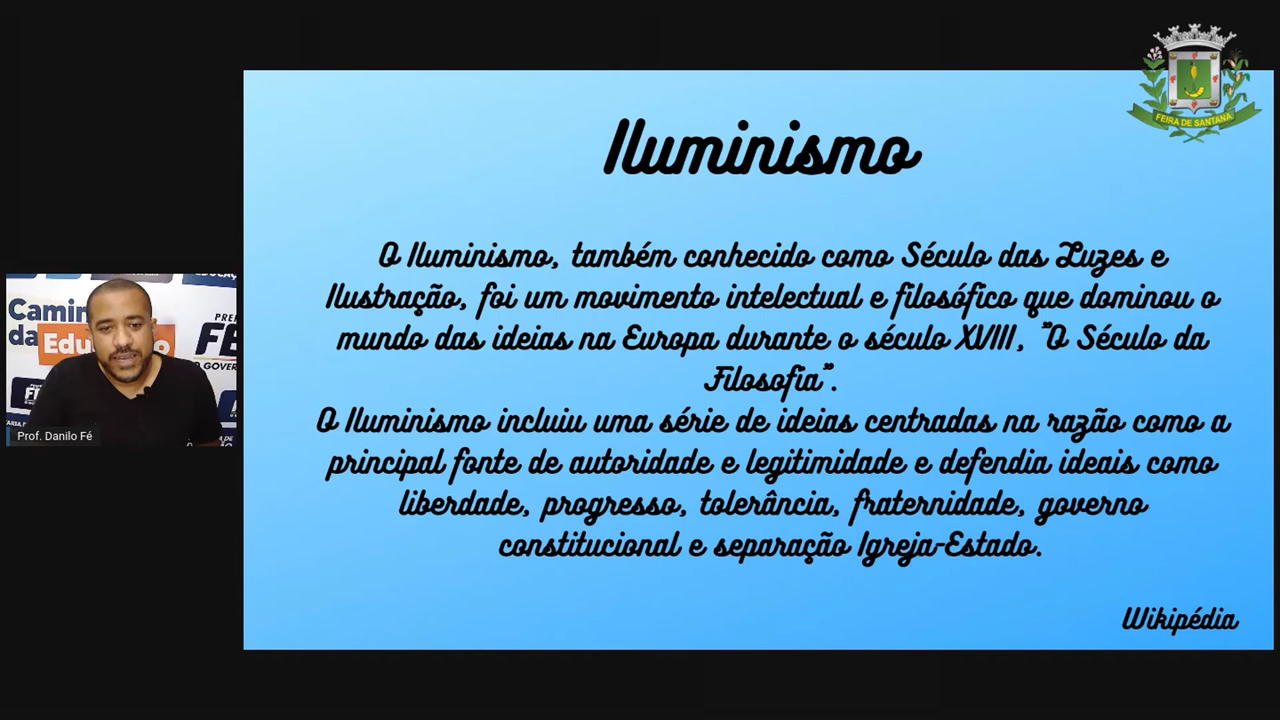 FEIRA DE SANTANA
Iluminismo
O Iluminismo, também conhecido como Século das Luzes e
Ilustração, foi um movimento intelectual e filosófico que dominou o
mundo das ideias na Europa durante o século XVIII, "O Século da
Filosofia".
O Iluminismo incluiu uma série de ideias centradas na razão como a
principal fonte de autoridade e legitimidade e defendia ideais como
liberdade, progresso, tolerância, fraternidade, governo
constitucional e separação Igreja-Estado.
Wikipédia
Prof. Danilo Fé